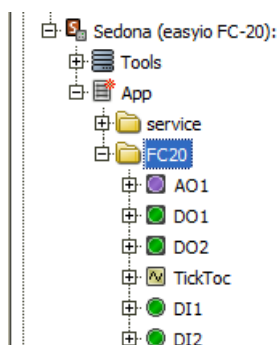 Sedona (easyio FC-20):
Tools
App
service
FC20
AO1
DO1
DO2
TickToc
DI1
DI2